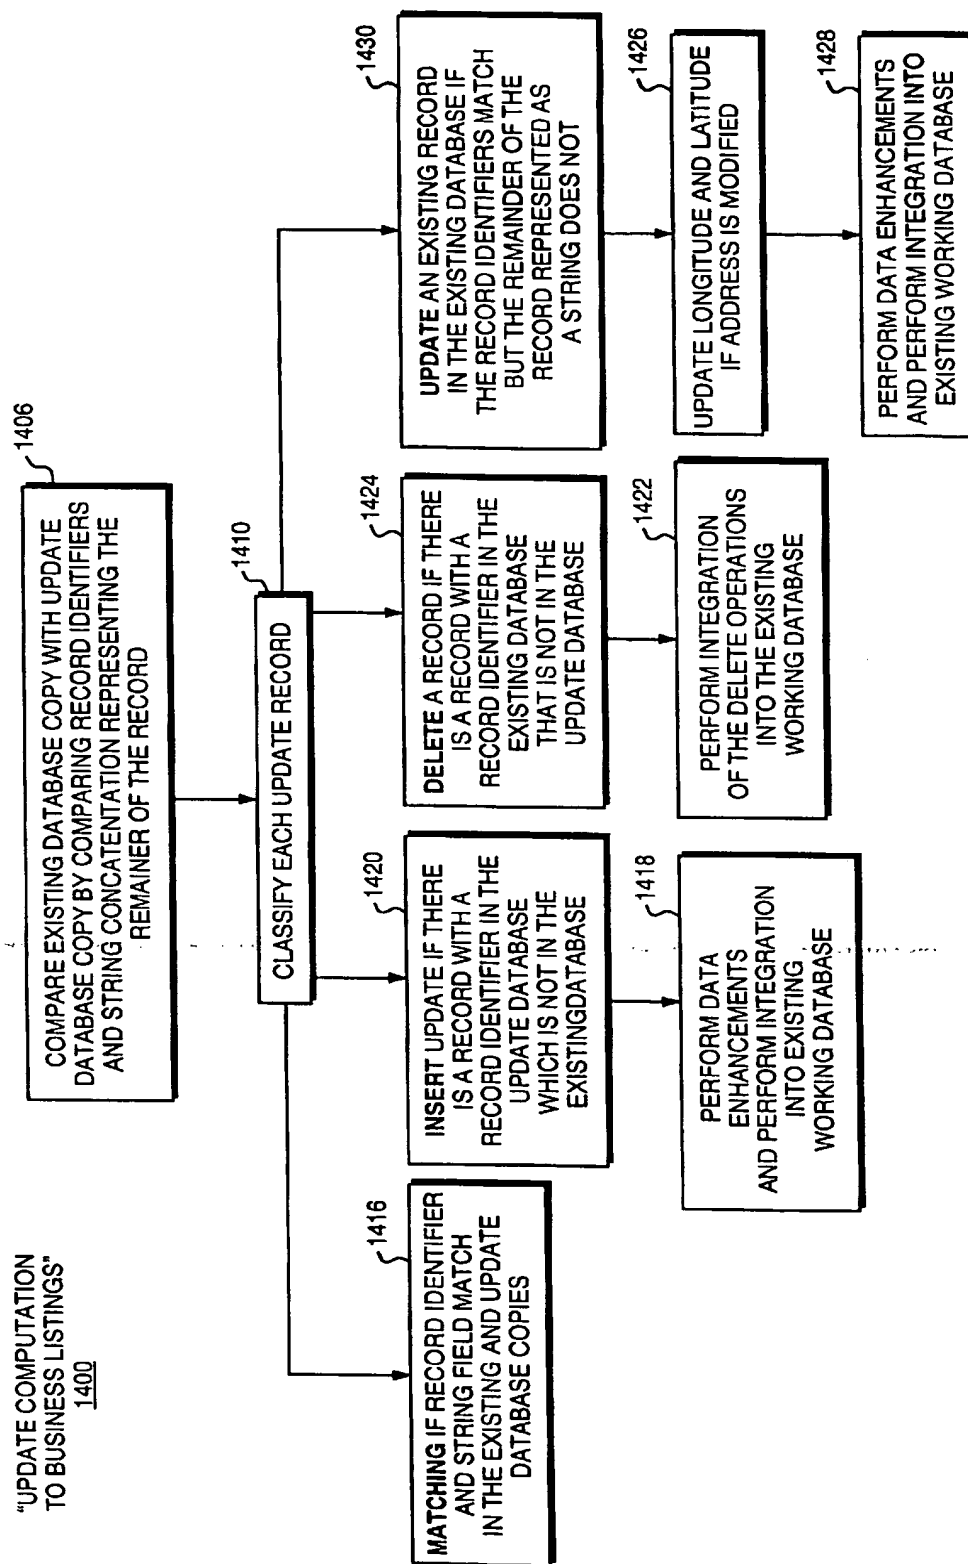 "UPDATE COMPUTATION
TO BUSINESS LISTINGS"
1400
1406
COMPARE EXISTING DATABASE COPY WITH UPDATE
DATABASE COPY BY COMPARING RECORD IDENTIFIERS
AND STRING CONCATENTATION REPRESENTING THE
REMAINER OF THE RECORD
1410
CLASSIFY EACH UPDATE RECORD
1416
MATCHING IF RECORD IDENTIFIER
AND STRING FIELD MATCH
IN THE EXISTING AND UPDATE
DATABASE COPIES
1420
INSERT UPDATE IF THERE
IS A RECORD WITH A
RECORD IDENTIFIER IN THE
UPDATE DATABASE
WHICH IS NOT IN THE
EXISTINGDATABASE
1424
DELETE A RECORD IF THERE
IS A RECORD WITH A
RECORD IDENTIFIER IN THE
EXISTING DATABASE
THAT IS NOT IN THE
UPDATE DATABASE
1430
UPDATE AN EXISTING RECORD
IN THE EXISTING DATABASE IF
THE RECORD IDENTIFIERS MATCH
BUT THE REMAINDER OF THE
RECORD REPRESENTED AS
A STRING DOES NOT
1418
PERFORM DATA
ENHANCEMENTS
AND PERFORM INTEGRATION
INTO EXISTING
WORKING DATABASE
1422
PERFORM INTEGRATION
OF THE DELETE OPERATIONS
INTO THE EXISTING
WORKING DATABASE
1426
UPDATE LONGITUDE AND LATITUDE
IF ADDRESS IS MODIFIED
1428
PERFORM DATA ENHANCEMENTS
AND PERFORM INTEGRATION INTO
EXISTING WORKING DATABASE